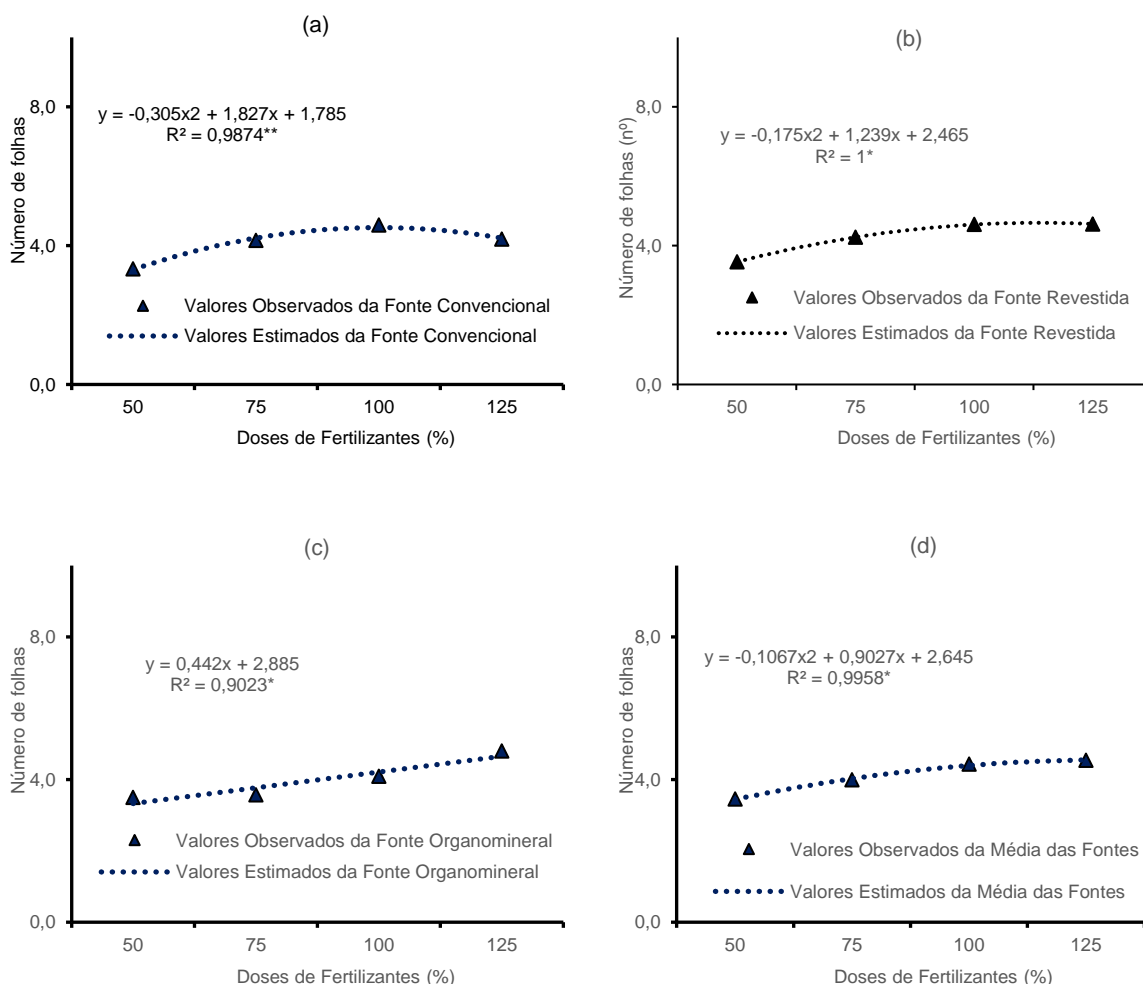 (a)
Número de folhas
8,0
4,0
0,0
y = -0,305x2 + 1,827x + 1,785
R² = 0,9874**
Valores Observados da Fonte Convencional
Valores Estimados da Fonte Convencional
50 75 100 125
Doses de Fertilizantes (%)
(b)
Número de folhas (nº)
8,0
4,0
0,0
y = -0,175x2 + 1,239x + 2,465
R² = 1*
Valores Observados da Fonte Revestida
Valores Estimados da Fonte Revestida
50 75 100 125
Doses de Fertilizantes (%)
(c)
Número de folhas
8,0
4,0
0,0
y = 0,442x + 2,885
R² = 0,9023*
Valores Observados da Fonte Organomineral
Valores Estimados da Fonte Organomineral
50 75 100 125
Doses de Fertilizantes (%)
(d)
Número de folhas
8,0
4,0
0,0
y = -0,1067x2 + 0,9027x + 2,645
R² = 0,9958*
Valores Observados da Média das Fontes
Valores Estimados da Média das Fontes
50 75 100 125
Doses de Fertilizantes (%)